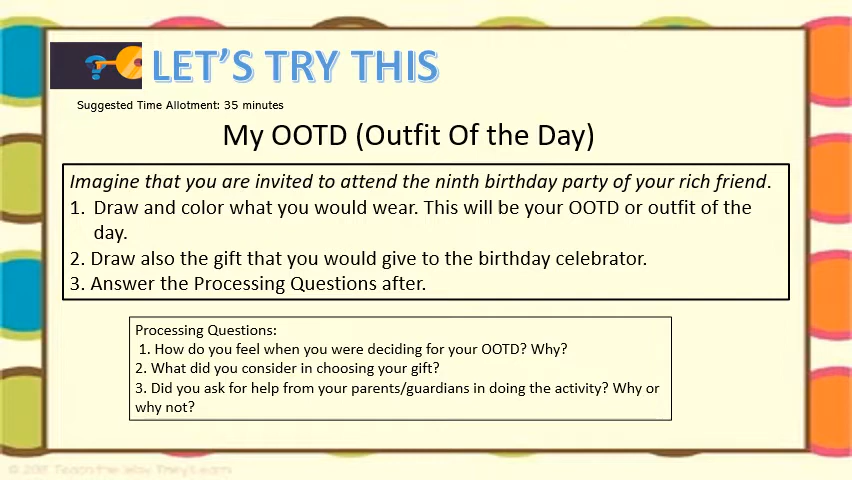 LET'S TRY THIS
Suggested Time Allotment: 35 minutes
My OOTD (Outfit Of the Day)
Imagine that you are invited to attend the ninth birthday party of your rich friend.
1. Draw and color what you would wear. This will be your OOTD or outfit of the
day.
2. Draw also the gift that you would give to the birthday celebrator.
3. Answer the Processing Questions after.
Processing Questions:
1. How do you feel when you were deciding for your OOTD? Why?
2. What did you consider in choosing your gift?
3. Did you ask for help from your parents/guardians in doing the activity? Why or
why not?